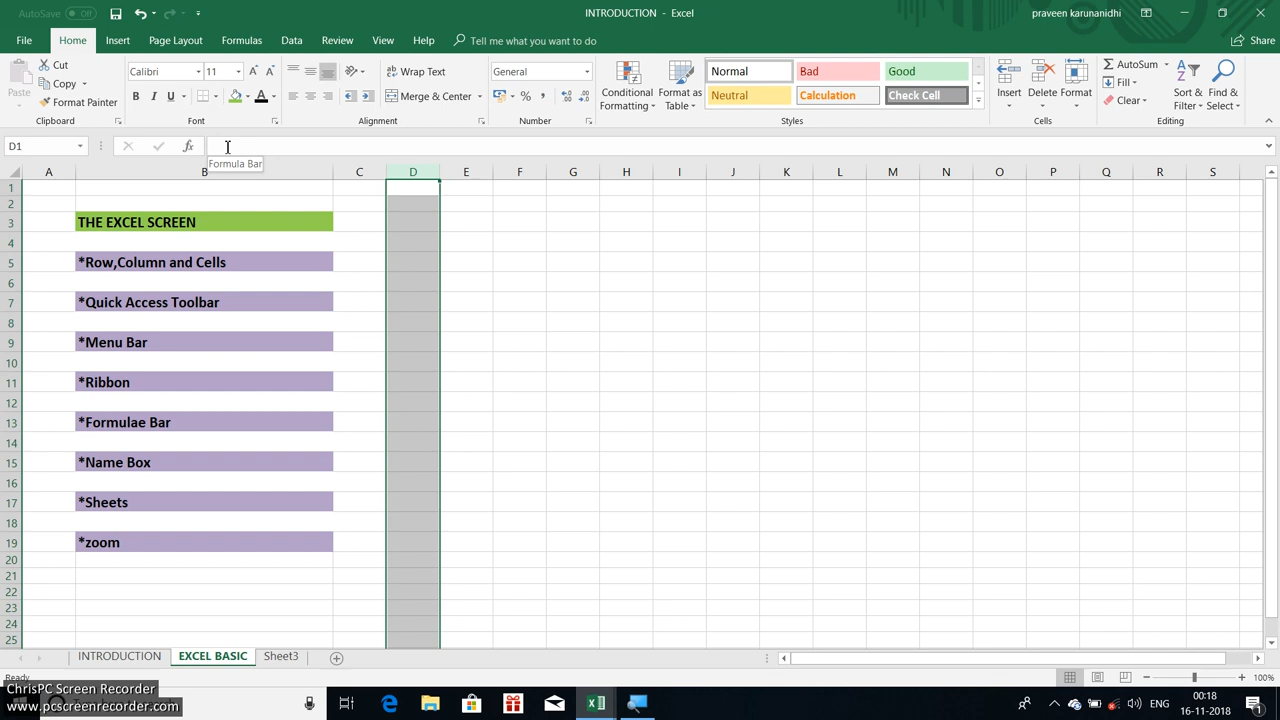 AutoSave Off
INTRODUCTION - Excel
praveen karunanidhi
File Home Insert Page Layout Formulas Data Review View Help Tell me what you want to do Share
Paste
Cut
Copy
Format Painter
Clipboard
Calibri 11
B I U
Font
Wrap Text
Merge & Center
Alignment
General
%
Number
Conditional Formatting
Format as Table
Normal Bad Good
Neutral Calculation Check Cell
Styles
Insert Delete Format
Cells
AutoSum
Fill
Clear
Sort & Filter
Find & Select
Editing
D1
fx
Formula Bar
A B C D E F G H I J K L M N O P Q R S
1
2
3 THE EXCEL SCREEN
4
5 *Row,Column and Cells
6
7 *Quick Access Toolbar
8
9 *Menu Bar
10
11 *Ribbon
12
13 *Formulae Bar
14
15 *Name Box
16
17 *Sheets
18
19 *zoom
20
21
22
23
24
25
INTRODUCTION EXCEL BASIC Sheet3
Ready
100%
ChrisPC Screen Recorder
www.pcscreenrecorder.com
ENG
00:18
16-11-2018